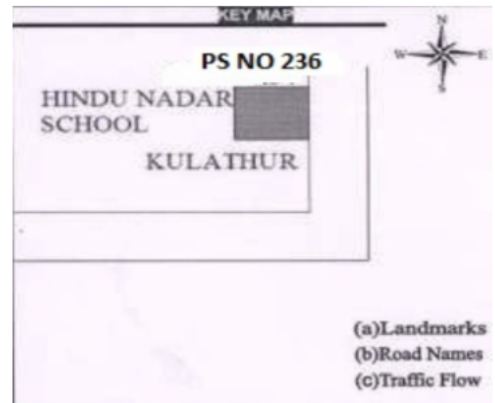 KEY MAP
N
W E
S
PS NO 236
HINDU NADAR
SCHOOL
KULATHUR
(a)Landmarks
(b)Road Names
(c)Traffic Flow